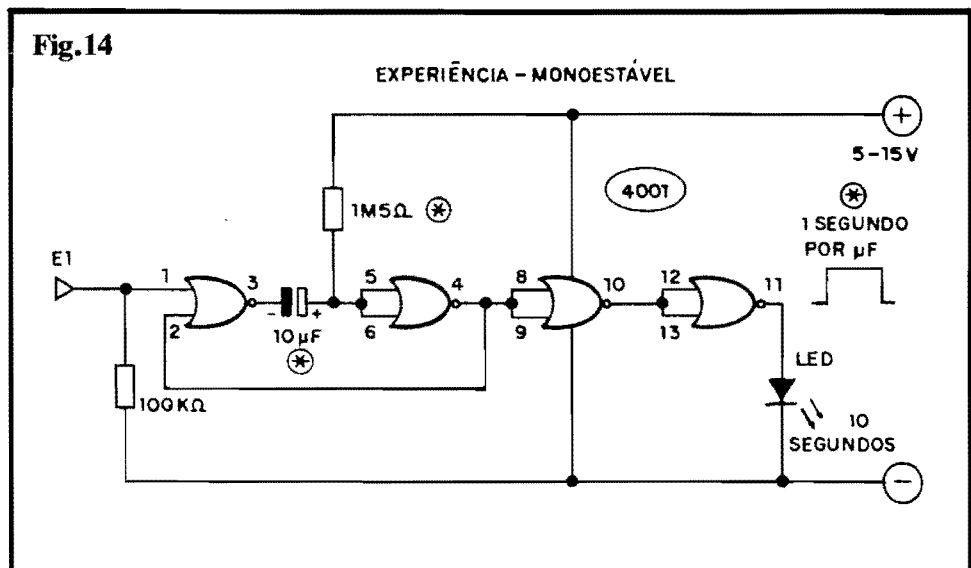 Fig.14
EXPERIÊNCIA - MONOESTÁVEL
+
5-15V
4001
*
1 SEGUNDO
POR µF
1M5Ω *
E1
1
2
3
5
6
4
8
9
10
12
13
11
- +
10µF
*
100KΩ
LED
10
SEGUNDOS
-